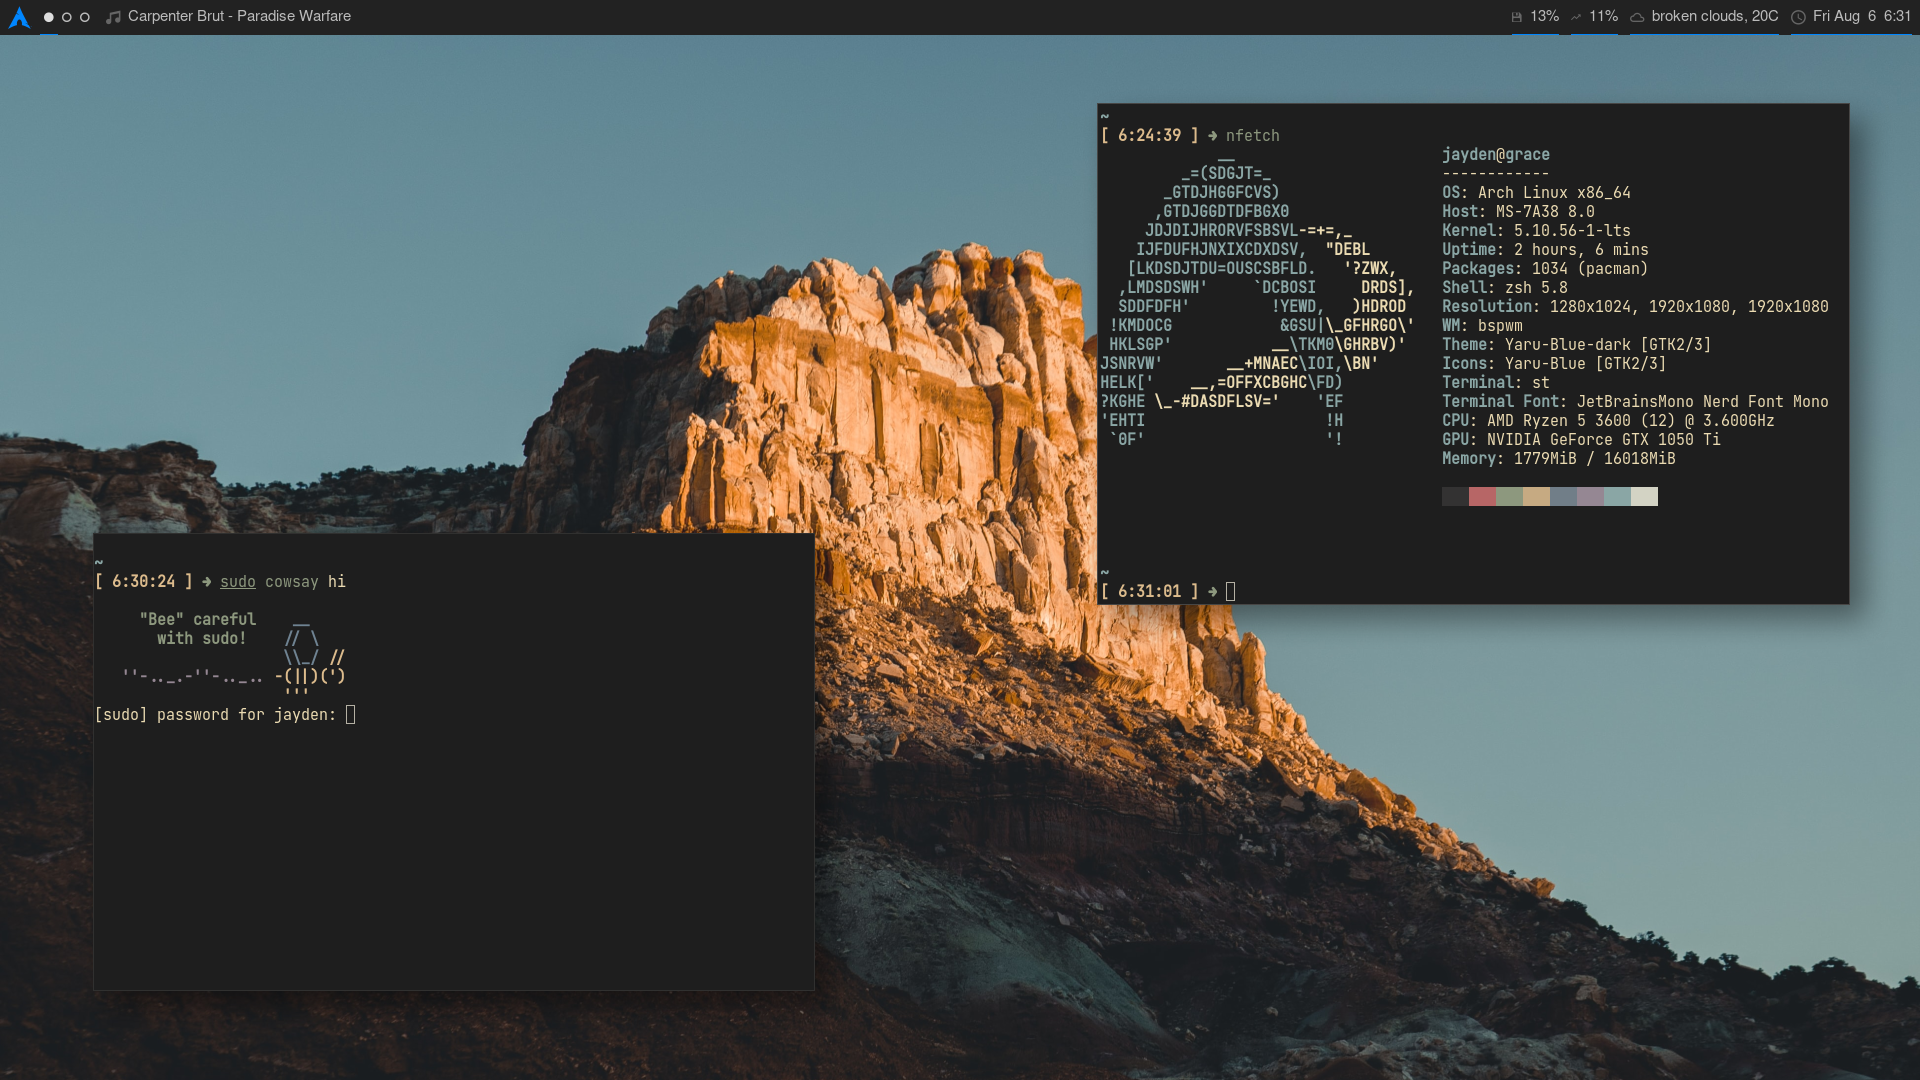 Carpenter Brut - Paradise Warfare
13% 11% broken clouds, 20C Fri Aug 6 6:31
~
[ 6:24:39 ] ➜ nfetch
__
_=(SDGJT=_
_GTDJHGGFCVS)
,GTDJGGDTDFBGX0
JDJDIJHRORVFSBSVL-=+=,_
IJFDUFHJNXIXCDXDSV, "DEBL
[LKDSDJTDU=OUSCSBFLD. '?ZWX,
,LMDSDSWH' `DCBOSI DRDS],
SDDFDFH' !YEWD, )HDROD
!KMDOCG &GSU|\_GFHRGO\'
HKLSGP' __\TKM0\GHRBV)'
JSNRVW' __+MNAEC\IOI,\BN'
HELK[' __,=OFFXCBGHC\FD)
?KGHE \_-#DASDFLSV=' 'EF
'EHTI !H
`0F' '!
jayden@grace
------------
OS: Arch Linux x86_64
Host: MS-7A38 8.0
Kernel: 5.10.56-1-lts
Uptime: 2 hours, 6 mins
Packages: 1034 (pacman)
Shell: zsh 5.8
Resolution: 1280x1024, 1920x1080, 1920x1080
WM: bspwm
Theme: Yaru-Blue-dark [GTK2/3]
Icons: Yaru-Blue [GTK2/3]
Terminal: st
Terminal Font: JetBrainsMono Nerd Font Mono
CPU: AMD Ryzen 5 3600 (12) @ 3.600GHz
GPU: NVIDIA GeForce GTX 1050 Ti
Memory: 1779MiB / 16018MiB
~
[ 6:31:01 ] ➜
~
[ 6:30:24 ] ➜ sudo cowsay hi
"Bee" careful __
with sudo! // \
\\_/ //
''-.._.-''-.._.. -(||)(')
'''
[sudo] password for jayden: